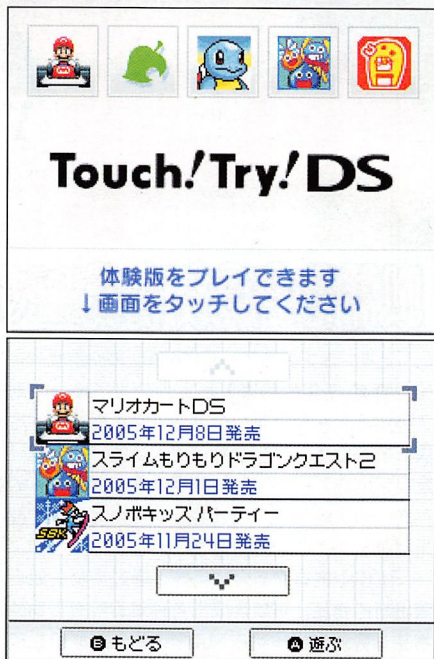 Touch!Try!DS
体験版をプレイできます
↓画面をタッチしてください
マリオカートDS
2005年12月8日発売
スライムもりもりドラゴンクエスト2
2005年12月1日発売
スノボキッズ パーティー
SBK
2005年11月24日発売
Ⓑもどる
Ⓐ遊ぶ